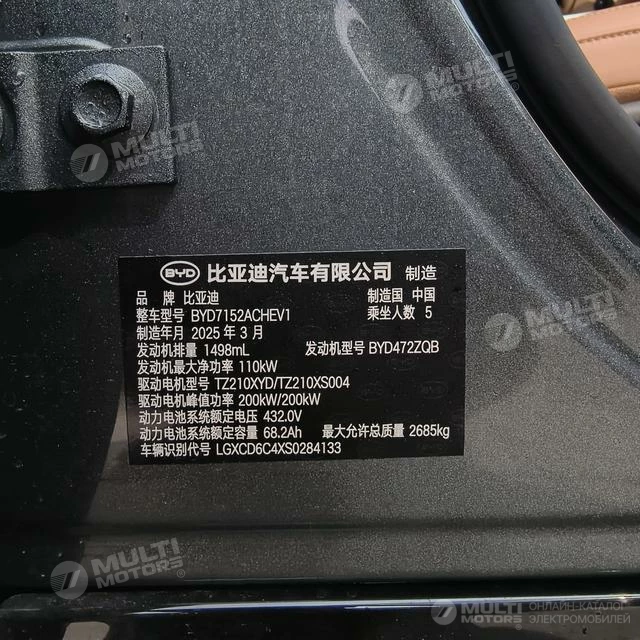 MULTI
MOTORS
MULTI
MOTORS
BYD 比亚迪汽车有限公司 制造
品牌 比亚迪 制造国 中国
整车型号 BYD7152ACHEV1 乘坐人数 5
制造年月 2025 年 3 月
发动机排量 1498mL 发动机型号 BYD472ZQB
发动机最大净功率 110kW
驱动电机型号 TZ210XYD/TZ210XS004
驱动电机峰值功率 200kW/200kW
动力电池系统额定电压 432.0V
动力电池系统额定容量 68.2Ah 最大允许总质量 2685kg
车辆识别代号 LGXCD6C4XS0284133
MULTI
MOTORS
MULTI
MOTORS
ОНЛАЙН-КАТАЛОГ
ЭЛЕКТРОМОБИЛЕЙ